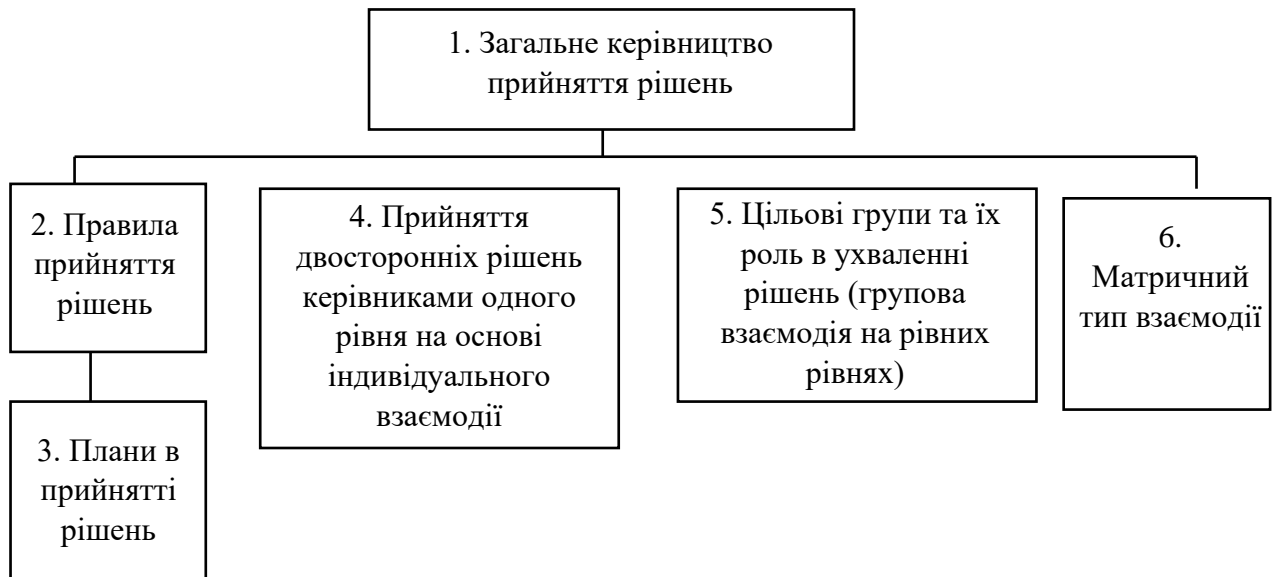 1. Загальне керівництво
прийняття рішень
2. Правила
прийняття
рішень
3. Плани в
прийнятті
рішень
4. Прийняття
двосторонніх рішень
керівниками одного
рівня на основі
індивідуального
взаємодії
5. Цільові групи та їх
роль в ухваленні
рішень (групова
взаємодія на рівних
рівнях)
6.
Матричний
тип взаємодії